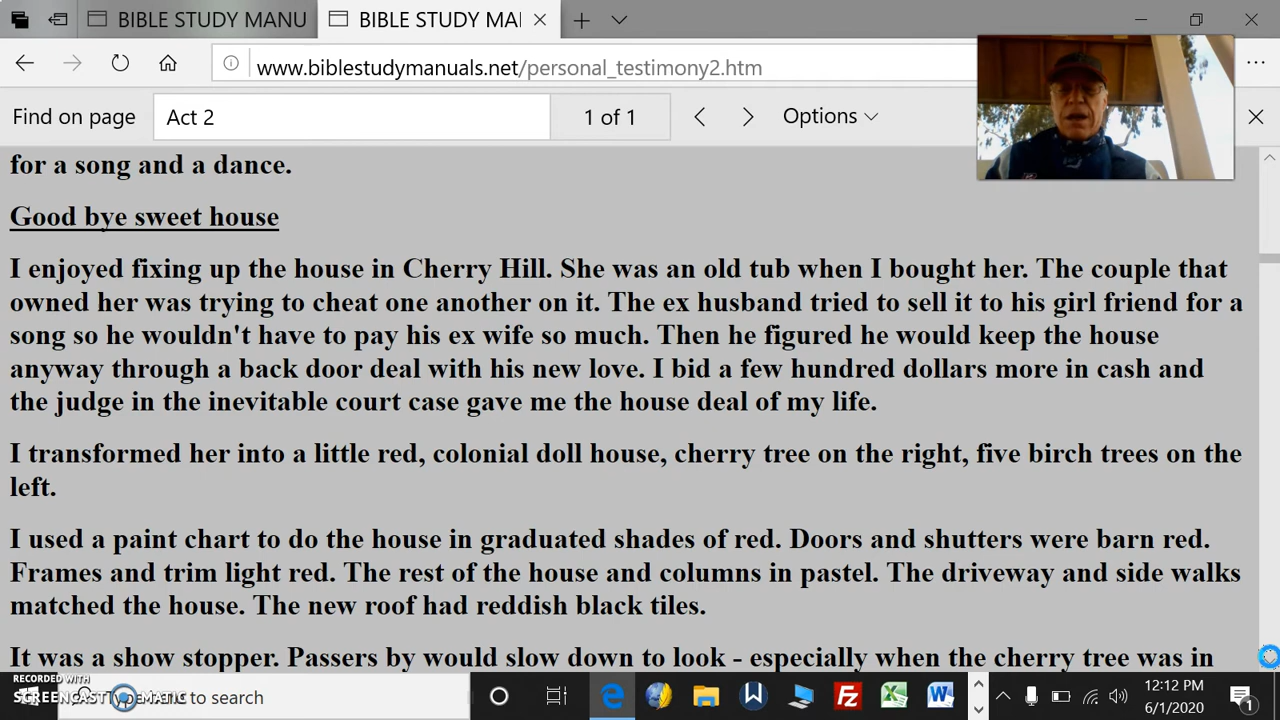 BIBLE STUDY MANU
BIBLE STUDY MAI
www.biblestudymanuals.net/personal_testimony2.htm
Find on page
Act 2
1 of 1
Options
for a song and a dance.
Good bye sweet house
I enjoyed fixing up the house in Cherry Hill. She was an old tub when I bought her. The couple that
owned her was trying to cheat one another on it. The ex husband tried to sell it to his girl friend for a
song so he wouldn't have to pay his ex wife so much. Then he figured he would keep the house
anyway through a back door deal with his new love. I bid a few hundred dollars more in cash and
the judge in the inevitable court case gave me the house deal of my life.
I transformed her into a little red, colonial doll house, cherry tree on the right, five birch trees on the
left.
I used a paint chart to do the house in graduated shades of red. Doors and shutters were barn red.
Frames and trim light red. The rest of the house and columns in pastel. The driveway and side walks
matched the house. The new roof had reddish black tiles.
It was a show stopper. Passers by would slow down to look - especially when the cherry tree was in
RECORDED WITH
SCREENCAST-O-MATIC
Type here to search
12:12 PM
6/1/2020
1